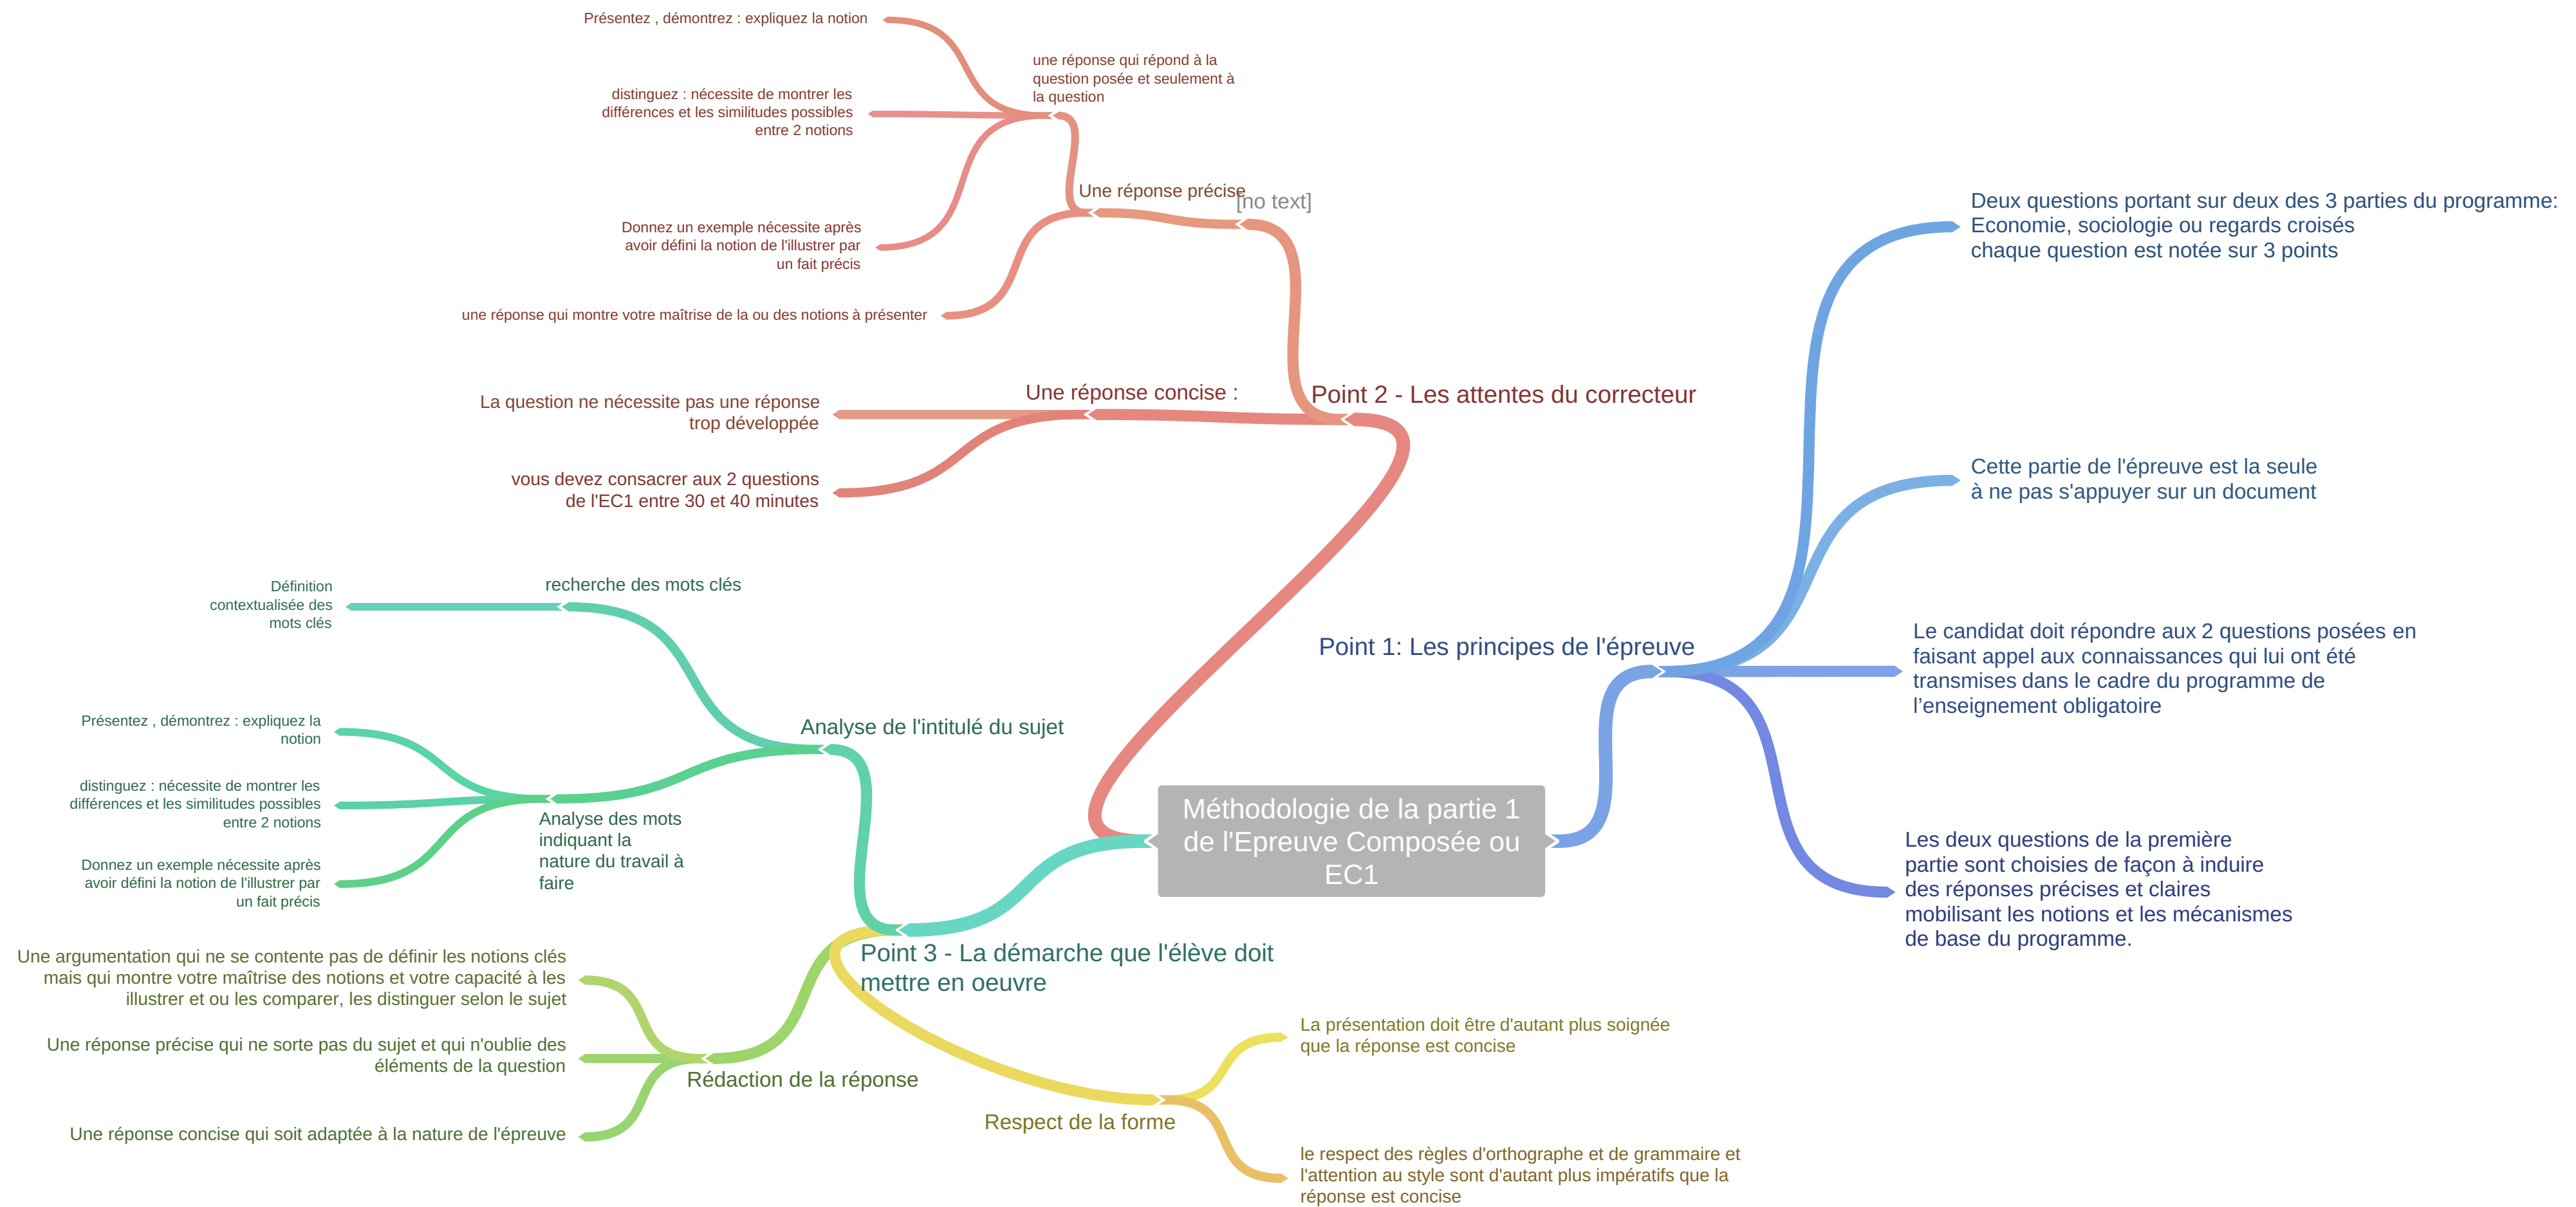 Méthodologie de la partie 1
de l'Epreuve Composée ou
EC1
Point 1: Les principes de l'épreuve
Deux questions portant sur deux des 3 parties du programme:
Economie, sociologie ou regards croisés
chaque question est notée sur 3 points
Cette partie de l'épreuve est la seule
à ne pas s'appuyer sur un document
Le candidat doit répondre aux 2 questions posées en
faisant appel aux connaissances qui lui ont été
transmises dans le cadre du programme de
l’enseignement obligatoire
Les deux questions de la première
partie sont choisies de façon à induire
des réponses précises et claires
mobilisant les notions et les mécanismes
de base du programme.
Point 2 - Les attentes du correcteur
[no text]
Une réponse précise
une réponse qui répond à la
question posée et seulement à
la question
Présentez , démontrez : expliquez la notion
distinguez : nécessite de montrer les
différences et les similitudes possibles
entre 2 notions
Donnez un exemple nécessite après
avoir défini la notion de l'illustrer par
un fait précis
une réponse qui montre votre maîtrise de la ou des notions à présenter
Une réponse concise :
La question ne nécessite pas une réponse
trop développée
vous devez consacrer aux 2 questions
de l'EC1 entre 30 et 40 minutes
Point 3 - La démarche que l'élève doit
mettre en oeuvre
Analyse de l'intitulé du sujet
recherche des mots clés
Définition
contextualisée des
mots clés
Analyse des mots
indiquant la
nature du travail à
faire
Présentez , démontrez : expliquez la
notion
distinguez : nécessite de montrer les
différences et les similitudes possibles
entre 2 notions
Donnez un exemple nécessite après
avoir défini la notion de l'illustrer par
un fait précis
Rédaction de la réponse
Une argumentation qui ne se contente pas de définir les notions clés
mais qui montre votre maîtrise des notions et votre capacité à les
illustrer et ou les comparer, les distinguer selon le sujet
Une réponse précise qui ne sorte pas du sujet et qui n'oublie des
éléments de la question
Une réponse concise qui soit adaptée à la nature de l'épreuve
Respect de la forme
La présentation doit être d'autant plus soignée
que la réponse est concise
le respect des règles d'orthographe et de grammaire et
l'attention au style sont d'autant plus impératifs que la
réponse est concise